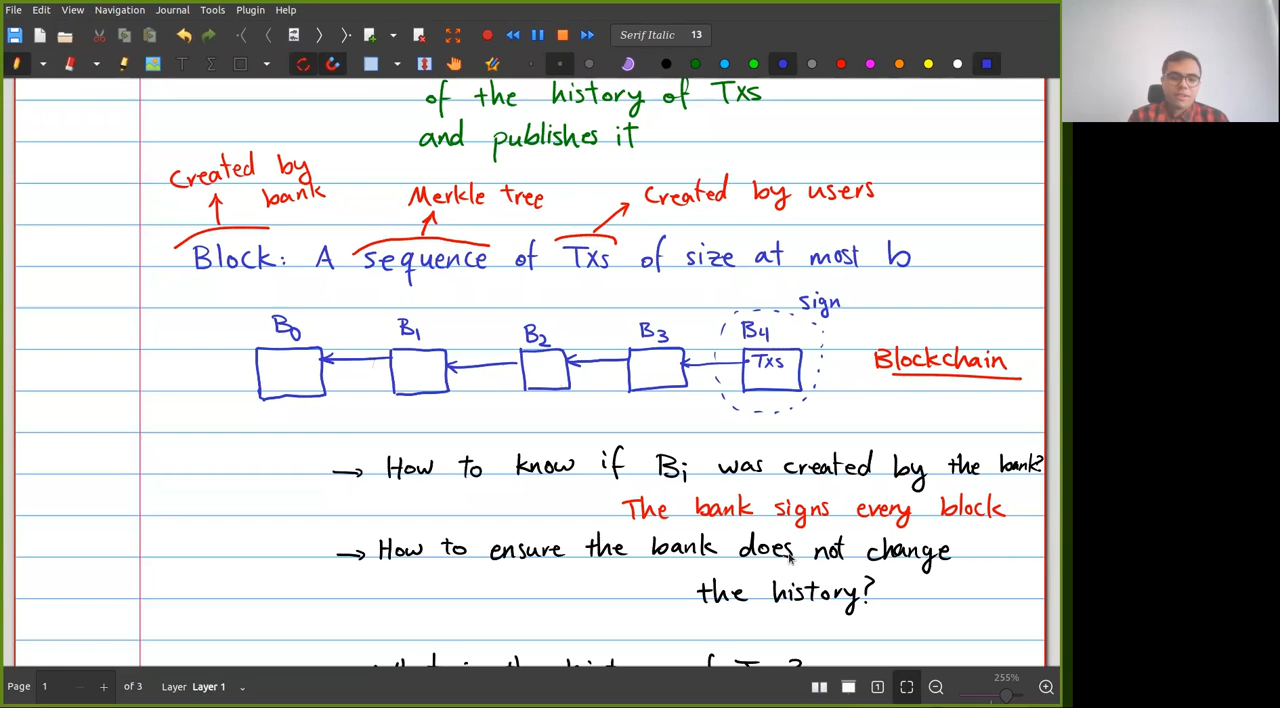 File Edit View Navigation Journal Tools Plugin Help
Serif Italic 13
of the history of Txs
and publishes it
Created by
bank
Merkle tree
Created by users
Block: A sequence of Txs of size at most b
sign
B0 B1 B2 B3 B4
Txs
Blockchain
→ How to know if Bi was created by the bank?
The bank signs every block
→ How to ensure the bank does not change
the history?
Page 1 of 3 Layer Layer 1 255%